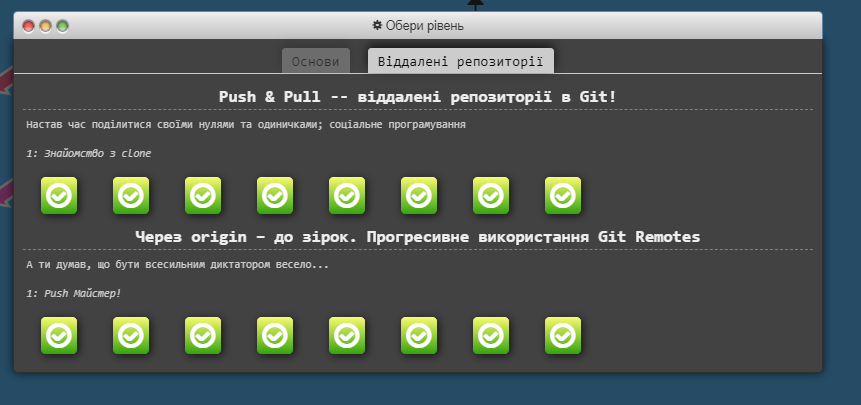 Обери рівень
Основи
Віддалені репозиторії
Push & Pull -- віддалені репозиторії в Git!
Настав час поділитися своїми нулями та одиничками; соціальне програмування
1: Знайомство з clone
Через origin – до зірок. Прогресивне використання Git Remotes
А ти думав, що бути всесильним диктатором весело...
1: Push Майстер!